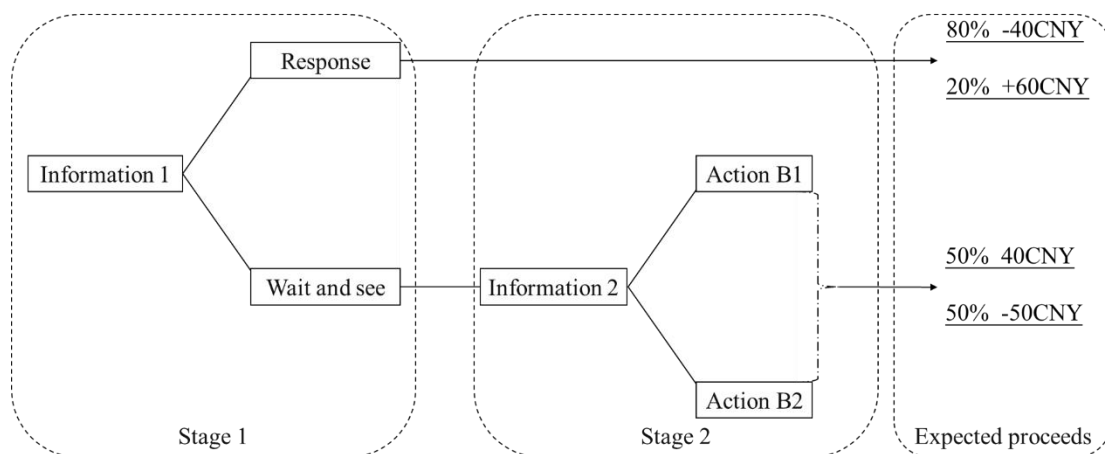 80% -40CNY
Response
20% +60CNY
Information 1
Action B1
50% 40CNY
Wait and see
Information 2
50% -50CNY
Action B2
Stage 1
Stage 2
Expected proceeds